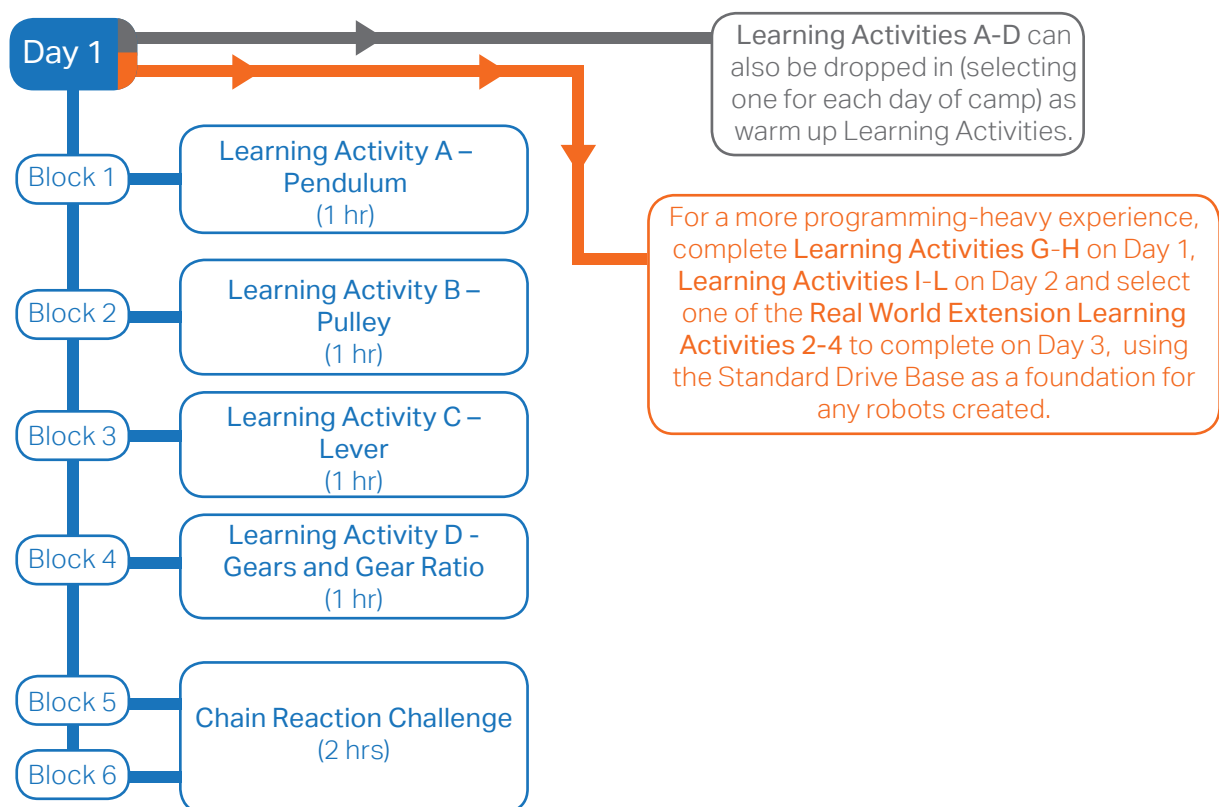 Day 1
Learning Activities A-D can
also be dropped in (selecting
one for each day of camp) as
warm up Learning Activities.
Block 1
Learning Activity A –
Pendulum
(1 hr)
For a more programming-heavy experience,
complete Learning Activities G-H on Day 1,
Learning Activities I-L on Day 2 and select
one of the Real World Extension Learning
Activities 2-4 to complete on Day 3, using
the Standard Drive Base as a foundation for
any robots created.
Block 2
Learning Activity B –
Pulley
(1 hr)
Block 3
Learning Activity C –
Lever
(1 hr)
Block 4
Learning Activity D -
Gears and Gear Ratio
(1 hr)
Block 5
Chain Reaction Challenge
(2 hrs)
Block 6